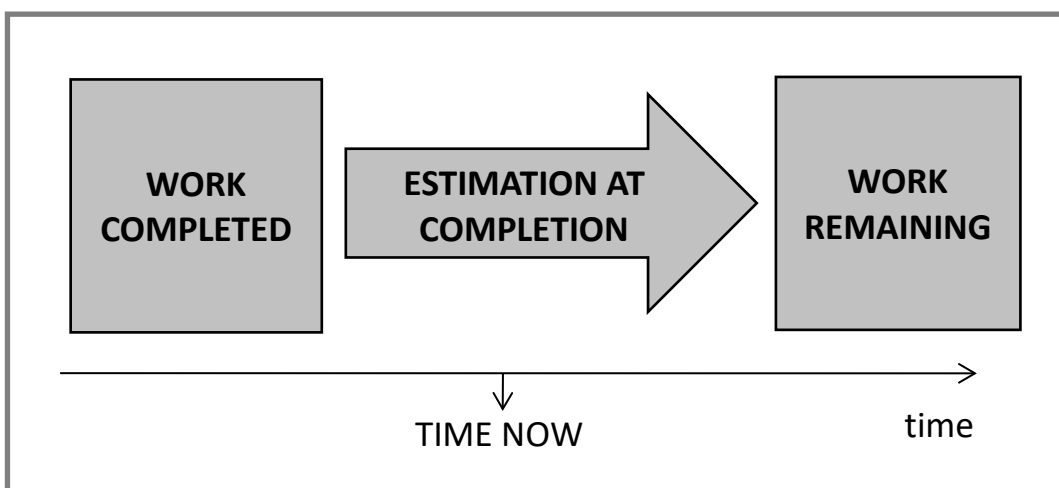 WORK
COMPLETED
ESTIMATION AT
COMPLETION
WORK
REMAINING
TIME NOW
time